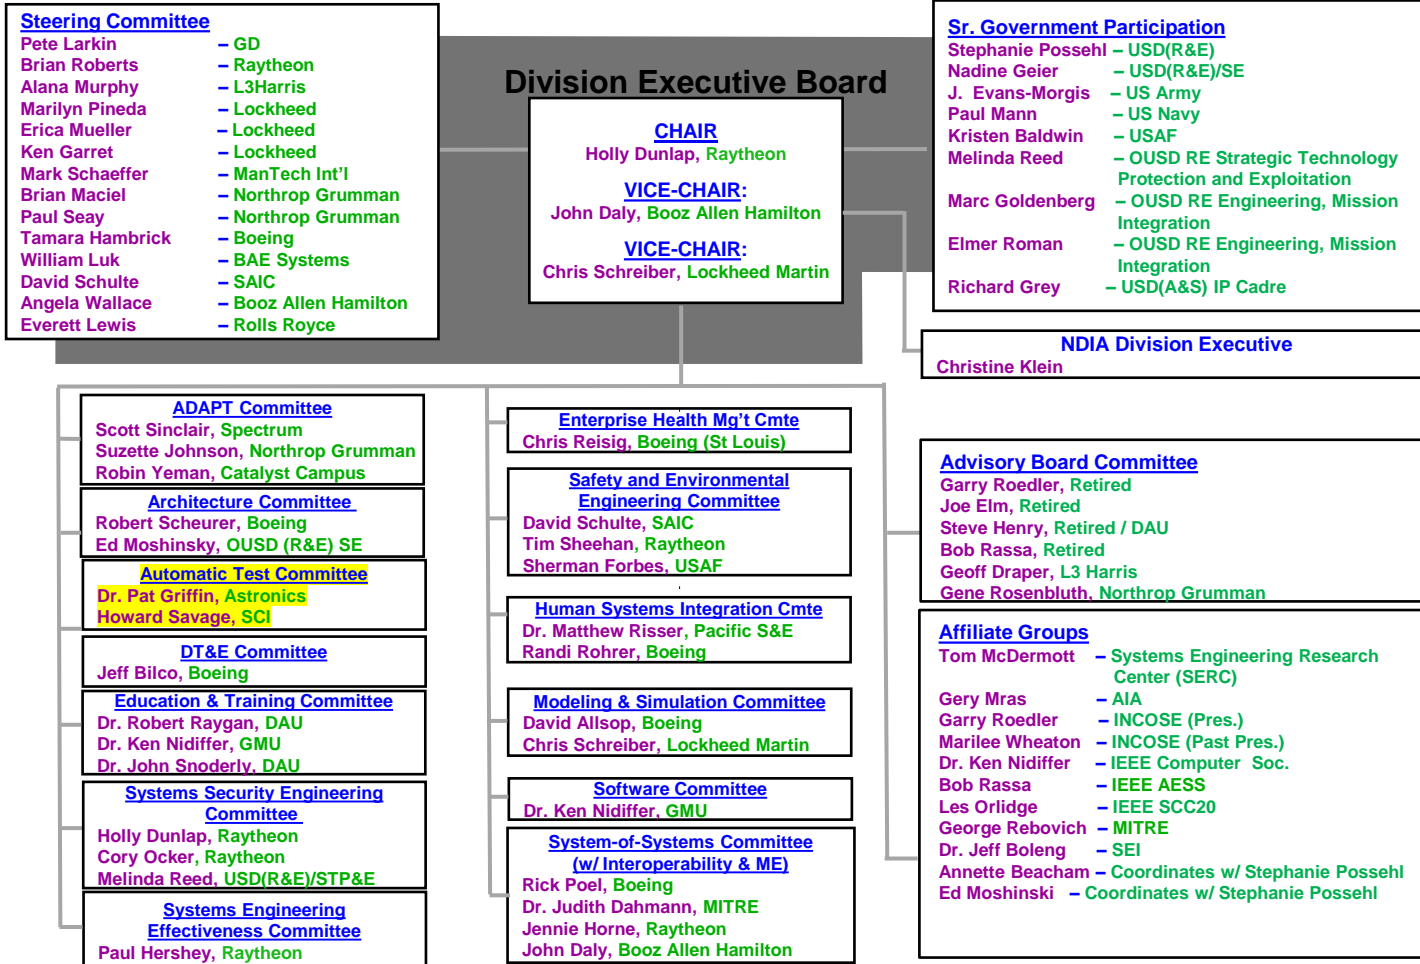 Steering Committee
Pete Larkin – GD
Brian Roberts – Raytheon
Alana Murphy – L3Harris
Marilyn Pineda – Lockheed
Erica Mueller – Lockheed
Ken Garret – Lockheed
Mark Schaeffer – ManTech Int'l
Brian Maciel – Northrop Grumman
Paul Seay – Northrop Grumman
Tamara Hambrick – Boeing
William Luk – BAE Systems
David Schulte – SAIC
Angela Wallace – Booz Allen Hamilton
Everett Lewis – Rolls Royce
Division Executive Board
CHAIR
Holly Dunlap, Raytheon
VICE-CHAIR:
John Daly, Booz Allen Hamilton
VICE-CHAIR:
Chris Schreiber, Lockheed Martin
Sr. Government Participation
Stephanie Possehl – USD(R&E)
Nadine Geier – USD(R&E)/SE
J. Evans-Morgis – US Army
Paul Mann – US Navy
Kristen Baldwin – USAF
Melinda Reed – OUSD RE Strategic Technology
Protection and Exploitation
Marc Goldenberg – OUSD RE Engineering, Mission
Integration
Elmer Roman – OUSD RE Engineering, Mission
Integration
Richard Grey – USD(A&S) IP Cadre
NDIA Division Executive
Christine Klein
ADAPT Committee
Scott Sinclair, Spectrum
Suzette Johnson, Northrop Grumman
Robin Yeman, Catalyst Campus
Architecture Committee
Robert Scheurer, Boeing
Ed Moshinsky, OUSD (R&E) SE
Automatic Test Committee
Dr. Pat Griffin, Astronics
Howard Savage, SCI
DT&E Committee
Jeff Bilco, Boeing
Education & Training Committee
Dr. Robert Raygan, DAU
Dr. Ken Nidiffer, GMU
Dr. John Snoderly, DAU
Systems Security Engineering
Committee
Holly Dunlap, Raytheon
Cory Ocker, Raytheon
Melinda Reed, USD(R&E)/STP&E
Systems Engineering
Effectiveness Committee
Paul Hershey, Raytheon
Enterprise Health Mg't Cmte
Chris Reisig, Boeing (St Louis)
Safety and Environmental
Engineering Committee
David Schulte, SAIC
Tim Sheehan, Raytheon
Sherman Forbes, USAF
Human Systems Integration Cmte
Dr. Matthew Risser, Pacific S&E
Randi Rohrer, Boeing
Modeling & Simulation Committee
David Allsop, Boeing
Chris Schreiber, Lockheed Martin
Software Committee
Dr. Ken Nidiffer, GMU
System-of-Systems Committee
(w/ Interoperability & ME)
Rick Poel, Boeing
Dr. Judith Dahmann, MITRE
Jennie Horne, Raytheon
John Daly, Booz Allen Hamilton
Advisory Board Committee
Garry Roedler, Retired
Joe Elm, Retired
Steve Henry, Retired / DAU
Bob Rassa, Retired
Geoff Draper, L3 Harris
Gene Rosenbluth, Northrop Grumman
Affiliate Groups
Tom McDermott – Systems Engineering Research
Center (SERC)
Gery Mras – AIA
Garry Roedler – INCOSE (Pres.)
Marilee Wheaton – INCOSE (Past Pres.)
Dr. Ken Nidiffer – IEEE Computer Soc.
Bob Rassa – IEEE AESS
Les Orlidge – IEEE SCC20
George Rebovich – MITRE
Dr. Jeff Boleng – SEI
Annette Beacham – Coordinates w/ Stephanie Possehl
Ed Moshinski – Coordinates w/ Stephanie Possehl